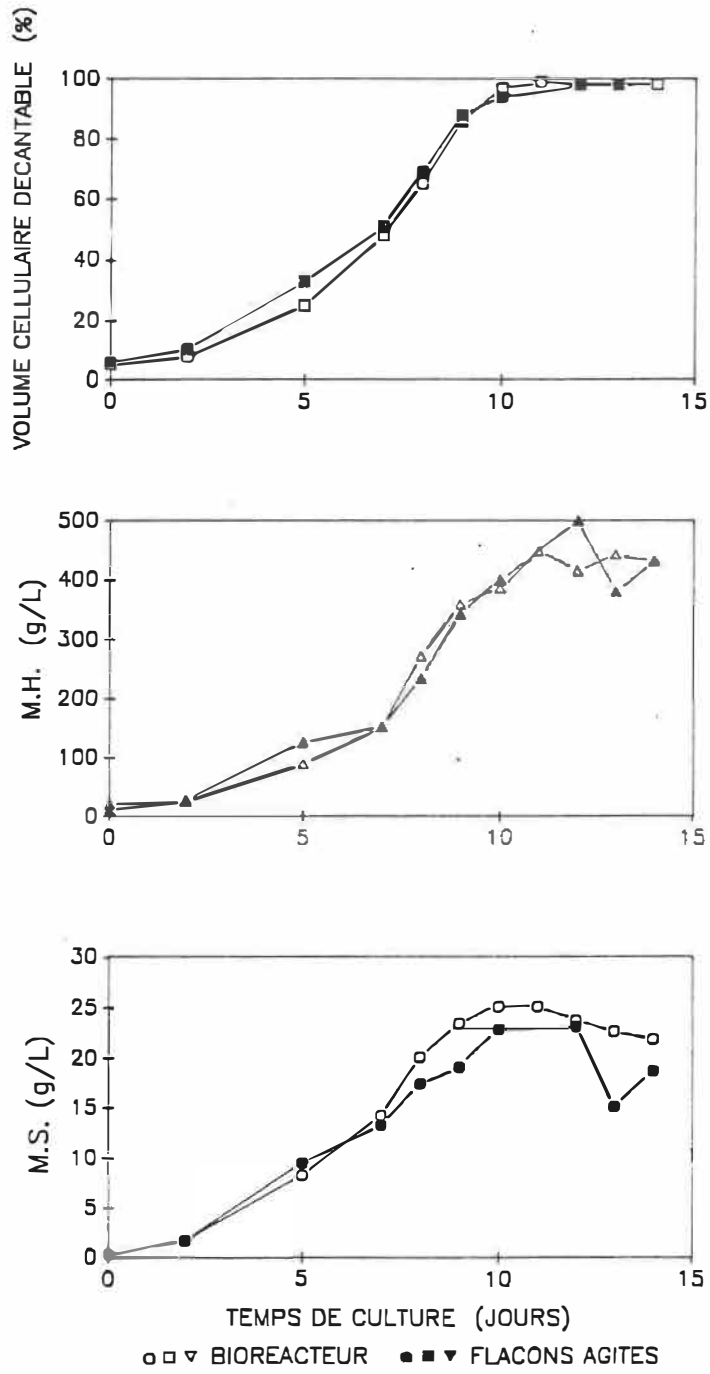 VOLUME CELLULAIRE DECANTABLE (%)
100
80
60
40
20
0
0 5 10 15
M.H. (g/L)
500
400
300
200
100
0
0 5 10 15
M.S. (g/L)
30
25
20
15
10
5
0
0 5 10 15
TEMPS DE CULTURE (JOURS)
BIOREACTEUR FLACONS AGITES